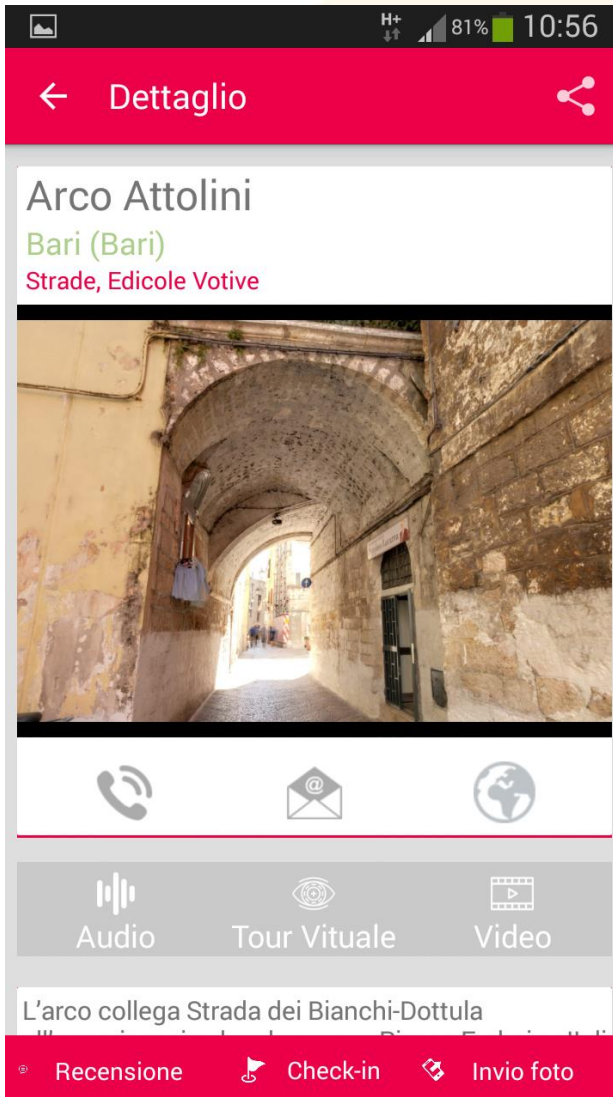 H+ 81% 10:56
Dettaglio
Arco Attolini
Bari (Bari)
Strade, Edicole Votive
@
Audio Tour Vituale Video
L'arco collega Strada dei Bianchi-Dottula
Recensione Check-in Invio foto